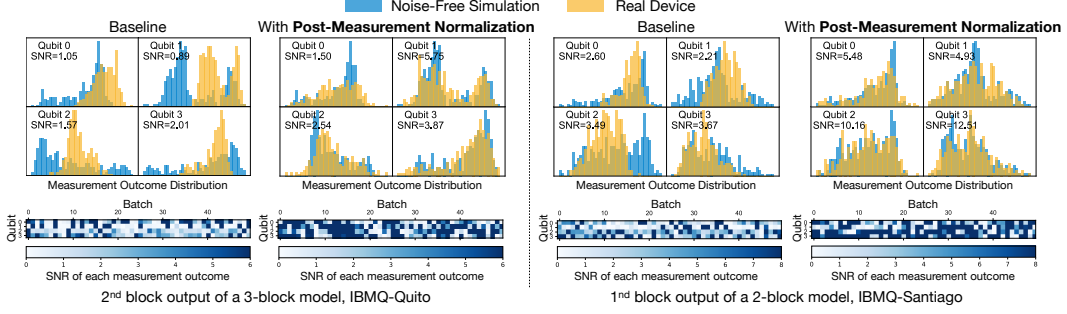 Noise-Free Simulation Real Device
Baseline
With Post-Measurement Normalization
Baseline
With Post-Measurement Normalization
Qubit 0
SNR=1.05
Qubit 1
SNR=0.89
Qubit 2
SNR=1.57
Qubit 3
SNR=2.01
Qubit 0
SNR=1.50
Qubit 1
SNR=5.75
Qubit 2
SNR=2.54
Qubit 3
SNR=3.87
Qubit 0
SNR=2.60
Qubit 1
SNR=2.21
Qubit 2
SNR=3.49
Qubit 3
SNR=3.67
Qubit 0
SNR=5.48
Qubit 1
SNR=4.93
Qubit 2
SNR=10.16
Qubit 3
SNR=12.51
Measurement Outcome Distribution
Measurement Outcome Distribution
Measurement Outcome Distribution
Measurement Outcome Distribution
Batch
0 10 20 30 40
Qubit
0 1 2 3 4 5 6
SNR of each measurement outcome
Batch
0 10 20 30 40
0 1 2 3 4 5 6
SNR of each measurement outcome
Batch
0 10 20 30 40
Qubit
0 1 2 3 4 5 6 7 8
SNR of each measurement outcome
Batch
0 10 20 30 40
0 1 2 3 4 5 6 7 8
SNR of each measurement outcome
2nd block output of a 3-block model, IBMQ-Quito
1nd block output of a 2-block model, IBMQ-Santiago